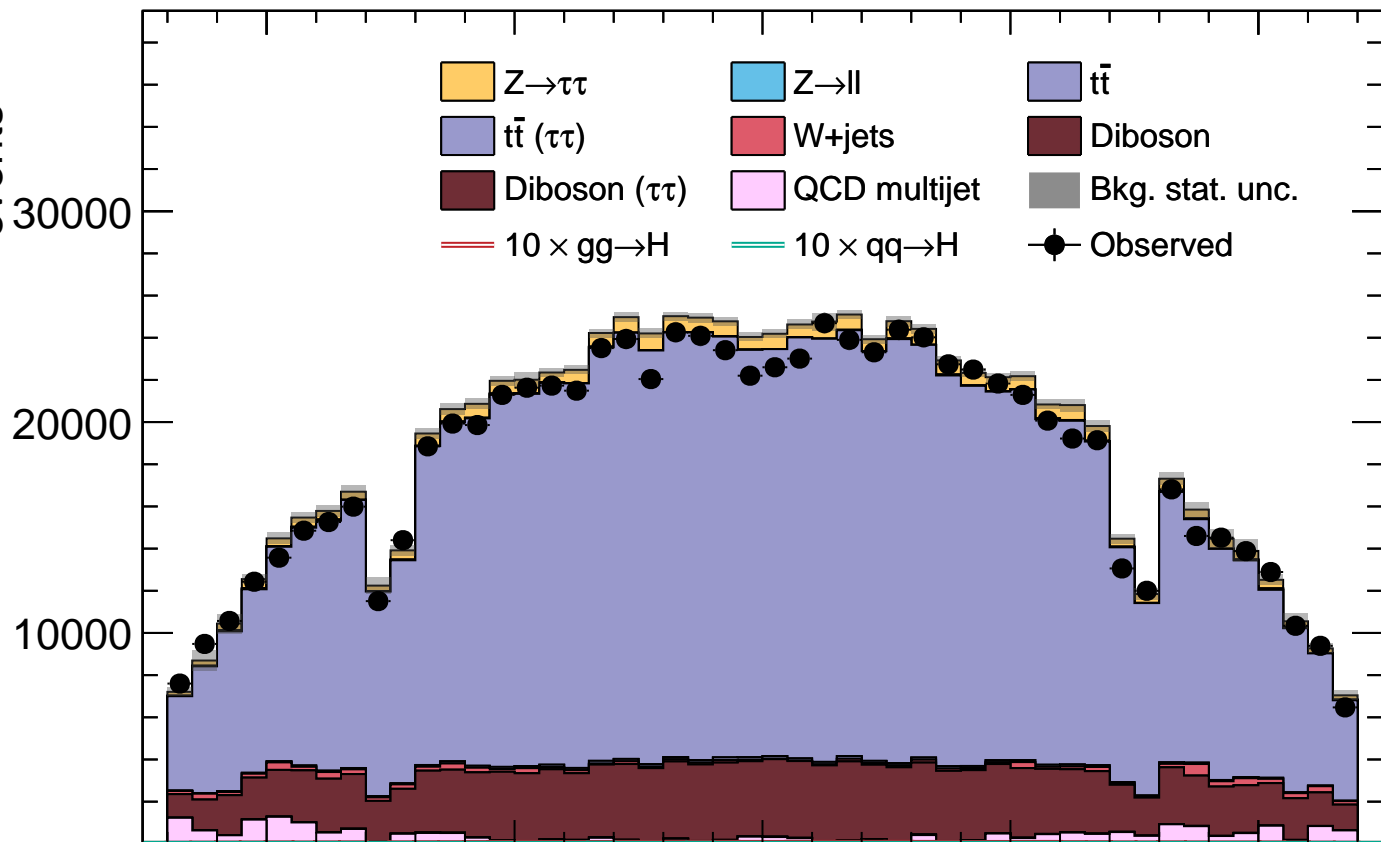 Z→ττ Z→ll tt̄
tt̄ (ττ) W+jets Diboson
Diboson (ττ) QCD multijet Bkg. stat. unc.
30000
10 × gg→H 10 × qq→H Observed
20000
10000